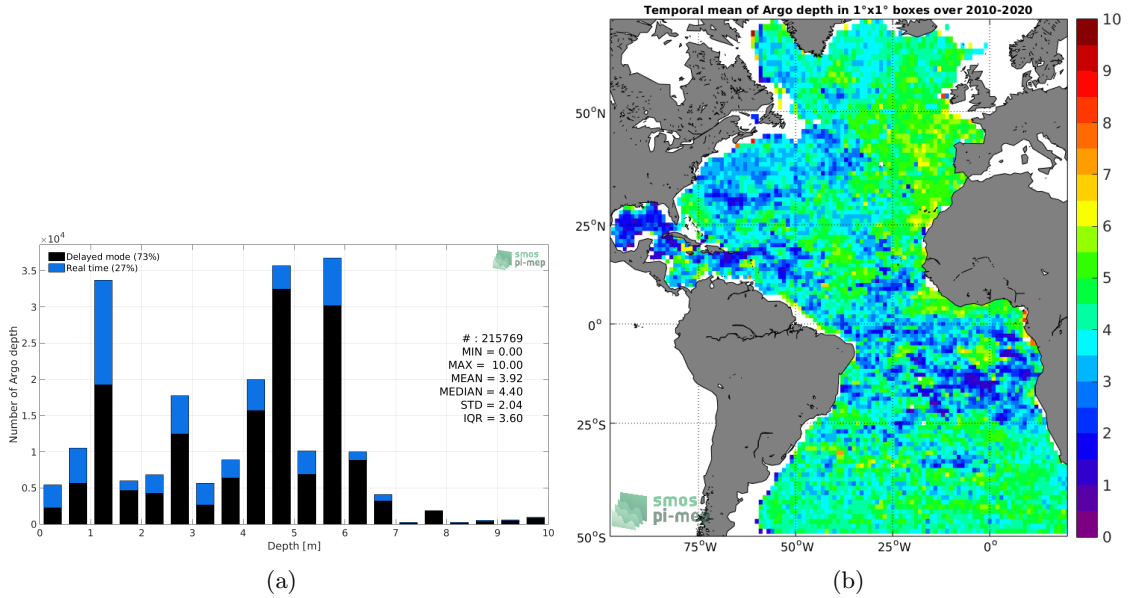 ×10⁴
3.5
3
2.5
2
1.5
1
0.5
0
Number of Argo depth
Delayed mode (73%)
Real time (27%)
smos
pi-mep
# : 215769
MIN = 0.00
MAX = 10.00
MEAN = 3.92
MEDIAN = 4.40
STD = 2.04
IQR = 3.60
0 1 2 3 4 5 6 7 8 9 10
Depth [m]
(a)
Temporal mean of Argo depth in 1°x1° boxes over 2010-2020
50°N
25°N
0°
25°S
50°S
75°W 50°W 25°W 0°
smos
pi-mep
10
9
8
7
6
5
4
3
2
1
0
(b)